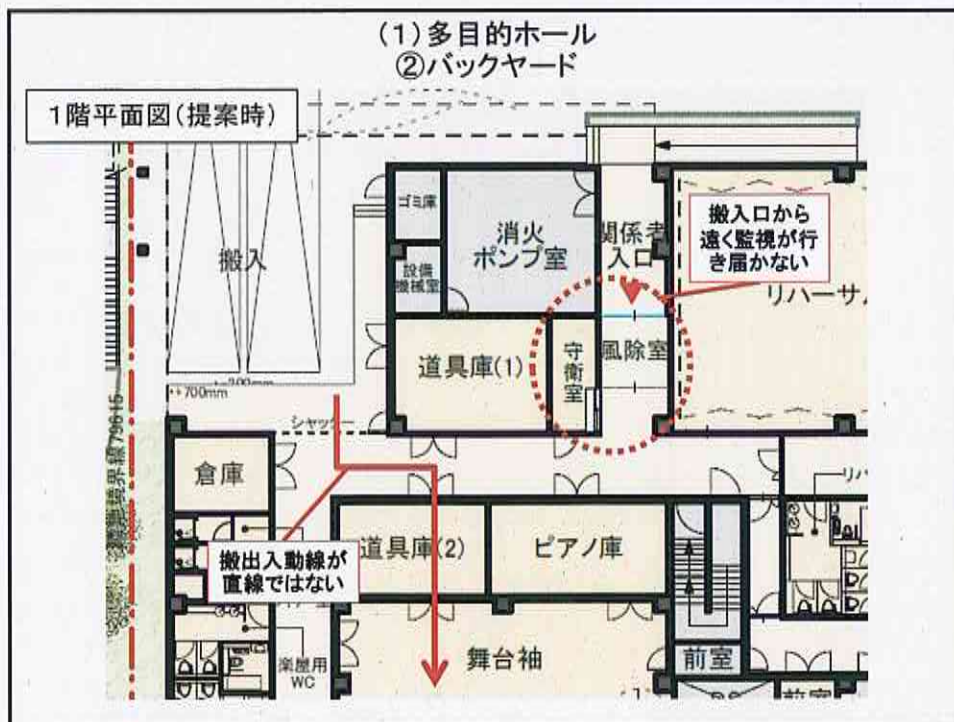 (1)多目的ホール
②バックヤード
1階平面図(提案時)
ゴミ庫
消火
ポンプ室
関係者
入口
搬入口から
遠く監視が行
き届かない
搬入
設備
機械室
リハーサ
道具庫(1)
守衛室
風除室
700mm
シャッター
倉庫
道具庫(2)
ピアノ庫
搬出入動線が
直線ではない
舞台袖
楽屋用
WC
前室
前室